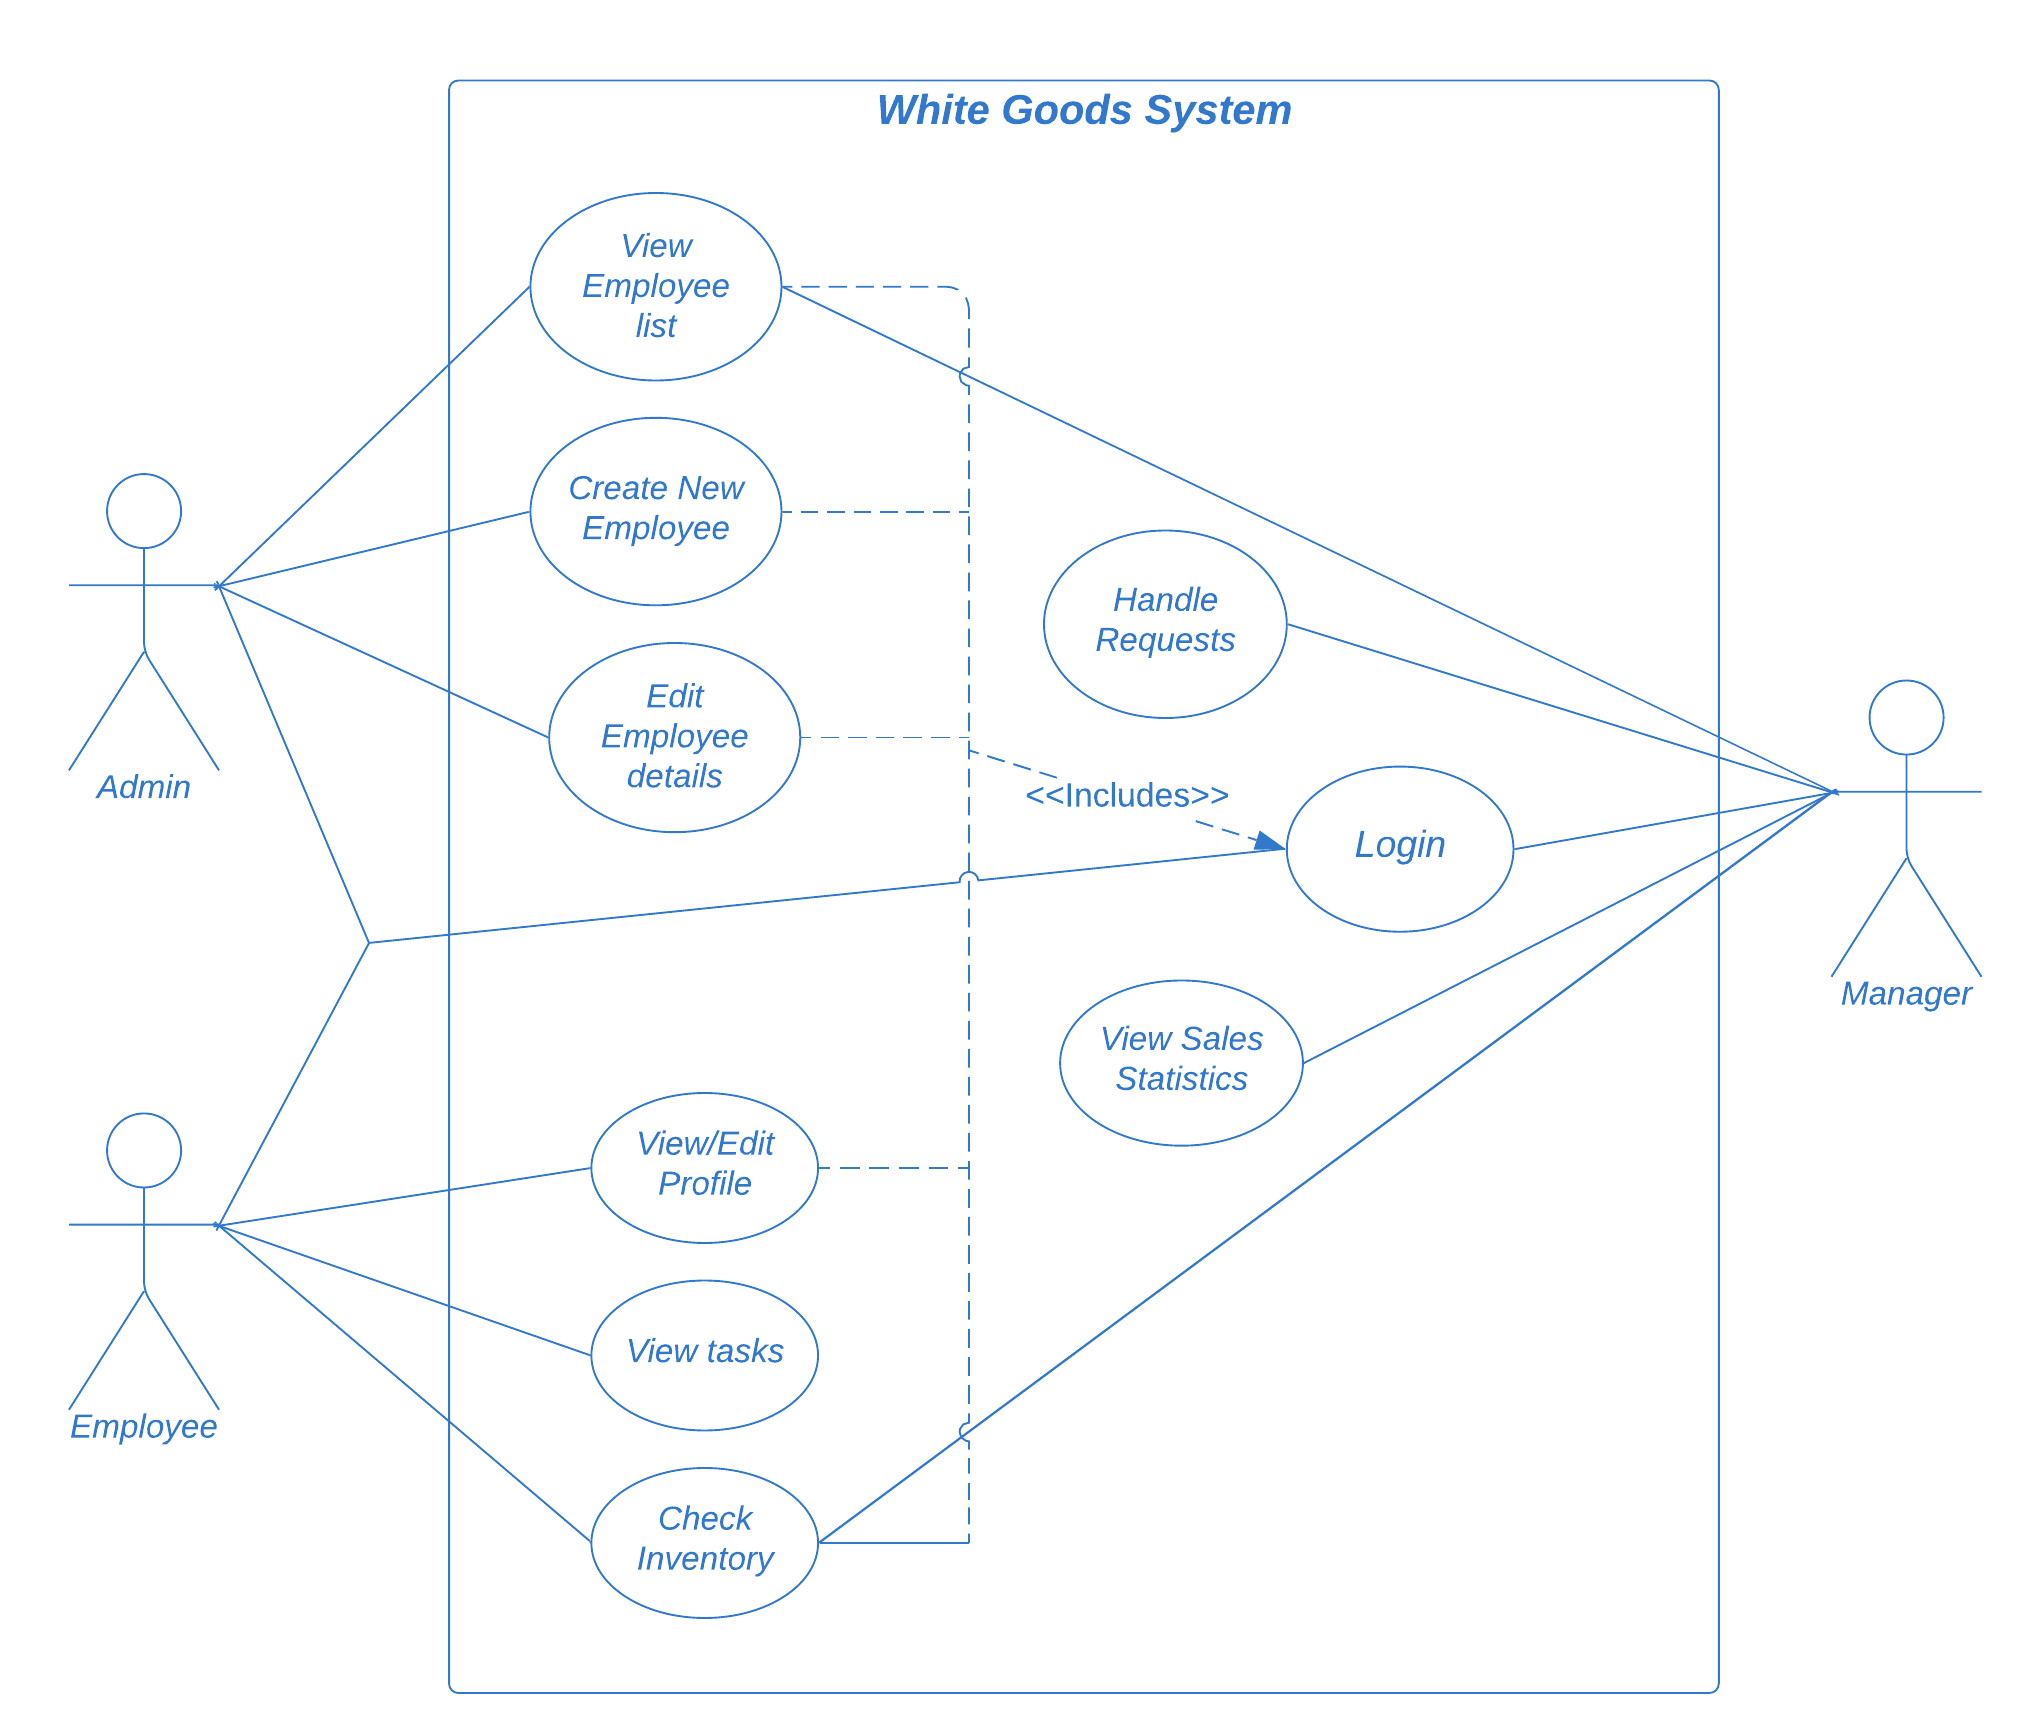 White Goods System
View
Employee
list
Create New
Employee
Handle
Requests
Edit
Employee
details
Admin
<<Includes>>
Login
Manager
View Sales
Statistics
View/Edit
Profile
View tasks
Employee
Check
Inventory